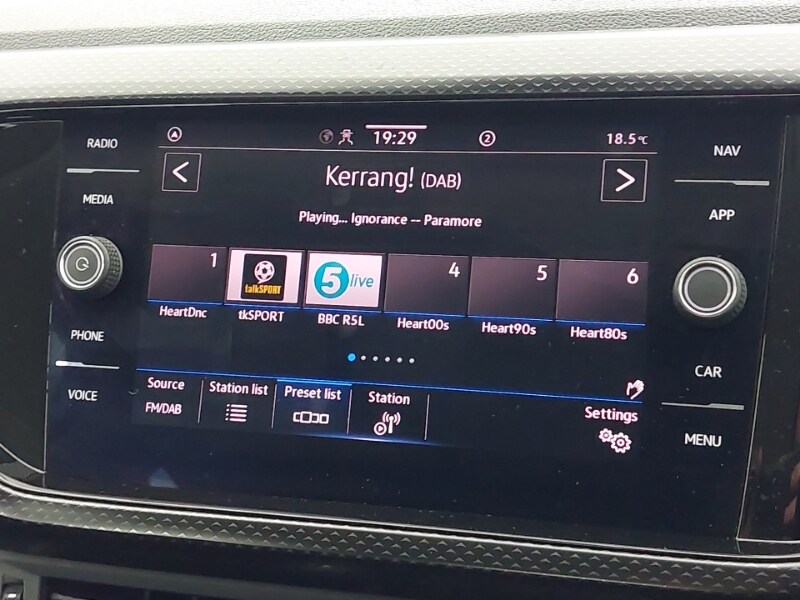 RADIO
MEDIA
PHONE
VOICE
19:29
2
18.5°C
< Kerrang! (DAB) >
Playing... Ignorance -- Paramore
1
talkSPORT
5 live
4
5
6
HeartDnc
tkSPORT
BBC R5L
Heart00s
Heart90s
Heart80s
Source
FM/DAB
Station list
Preset list
Station
Settings
NAV
APP
CAR
MENU